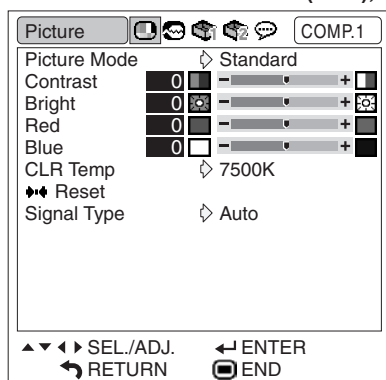 Picture COMP.1
Picture Mode Standard
Contrast 0 - +
Bright 0 - +
Red 0 - +
Blue 0 - +
CLR Temp 7500K
Reset
Signal Type Auto
SEL./ADJ. ENTER
RETURN END